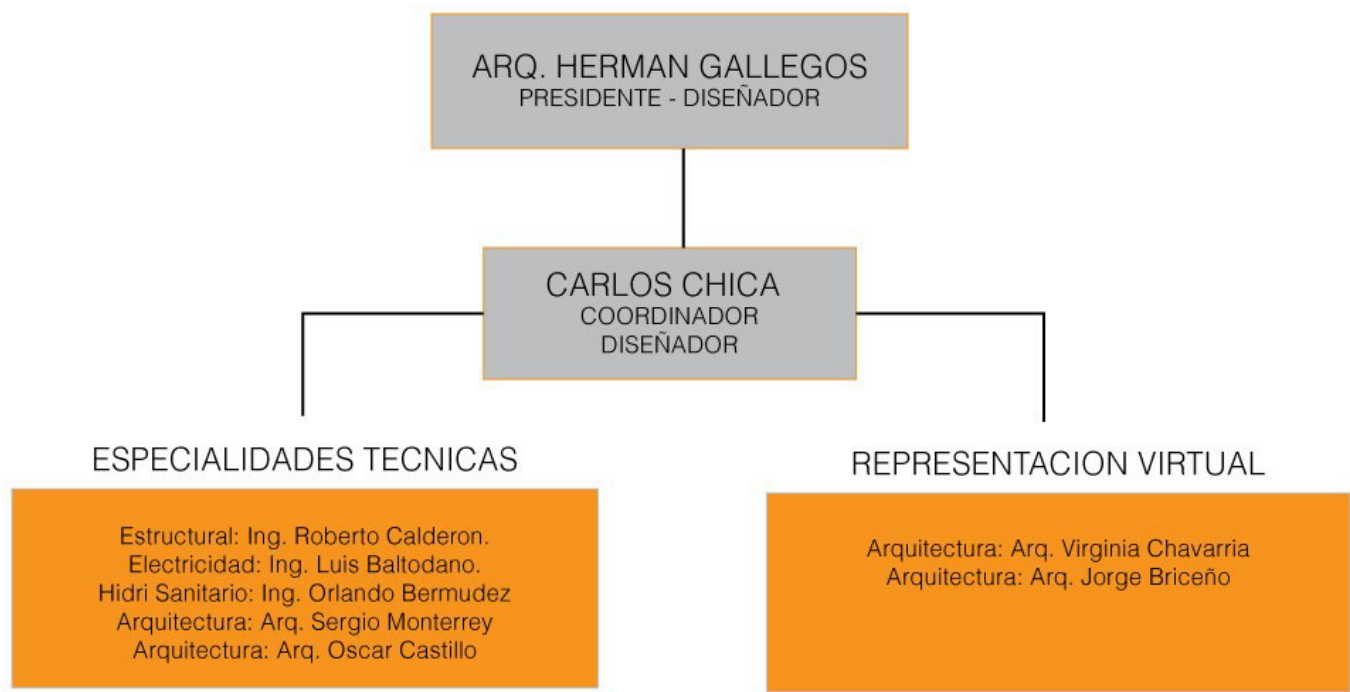 ARQ. HERMAN GALLEGOS
PRESIDENTE - DISEÑADOR
CARLOS CHICA
COORDINADOR
DISEÑADOR
ESPECIALIDADES TECNICAS
Estructural: Ing. Roberto Calderon.
Electricidad: Ing. Luis Baltodano.
Hidri Sanitario: Ing. Orlando Bermudez
Arquitectura: Arq. Sergio Monterrey
Arquitectura: Arq. Oscar Castillo
REPRESENTACION VIRTUAL
Arquitectura: Arq. Virginia Chavarria
Arquitectura: Arq. Jorge Briceño